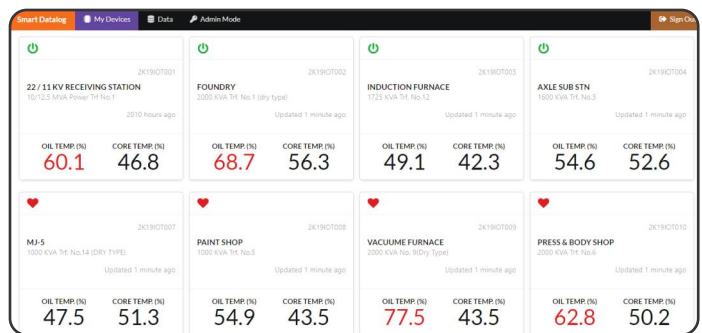 Smart Datalog My Devices Data Admin Mode Sign Out
2K19IOT001
22 / 11 KV RECEIVING STATION
10/12.5 MVA Power Trf No.1
2010 hours ago
OIL TEMP. (%) CORE TEMP. (%)
60.1 46.8
2K19IOT002
FOUNDRY
2000 KVA Trf. No.1 (dry type)
Updated 1 minute ago
OIL TEMP. (%) CORE TEMP. (%)
68.7 56.3
2K19IOT003
INDUCTION FURNACE
1725 KVA Trf. No.12
Updated 1 minute ago
OIL TEMP. (%) CORE TEMP. (%)
49.1 42.3
2K19IOT004
AXLE SUB STN
1600 KVA Trf. No.3
Updated 1 minute ago
OIL TEMP. (%) CORE TEMP. (%)
54.6 52.6
2K19IOT007
MJ-5
1000 KVA Trf. No.14 (DRY TYPE)
Updated 1 minute ago
OIL TEMP. (%) CORE TEMP. (%)
47.5 51.3
2K19IOT008
PAINT SHOP
1000 KVA Trf. No.5
Updated 1 minute ago
OIL TEMP. (%) CORE TEMP. (%)
54.9 43.5
2K19IOT009
VACUUME FURNACE
2000 KVA No. 9(Dry Type)
Updated 1 minute ago
OIL TEMP. (%) CORE TEMP. (%)
77.5 43.5
2K19IOT010
PRESS & BODY SHOP
2000 KVA Trf. No.6
Updated 1 minute ago
OIL TEMP. (%) CORE TEMP. (%)
62.8 50.2